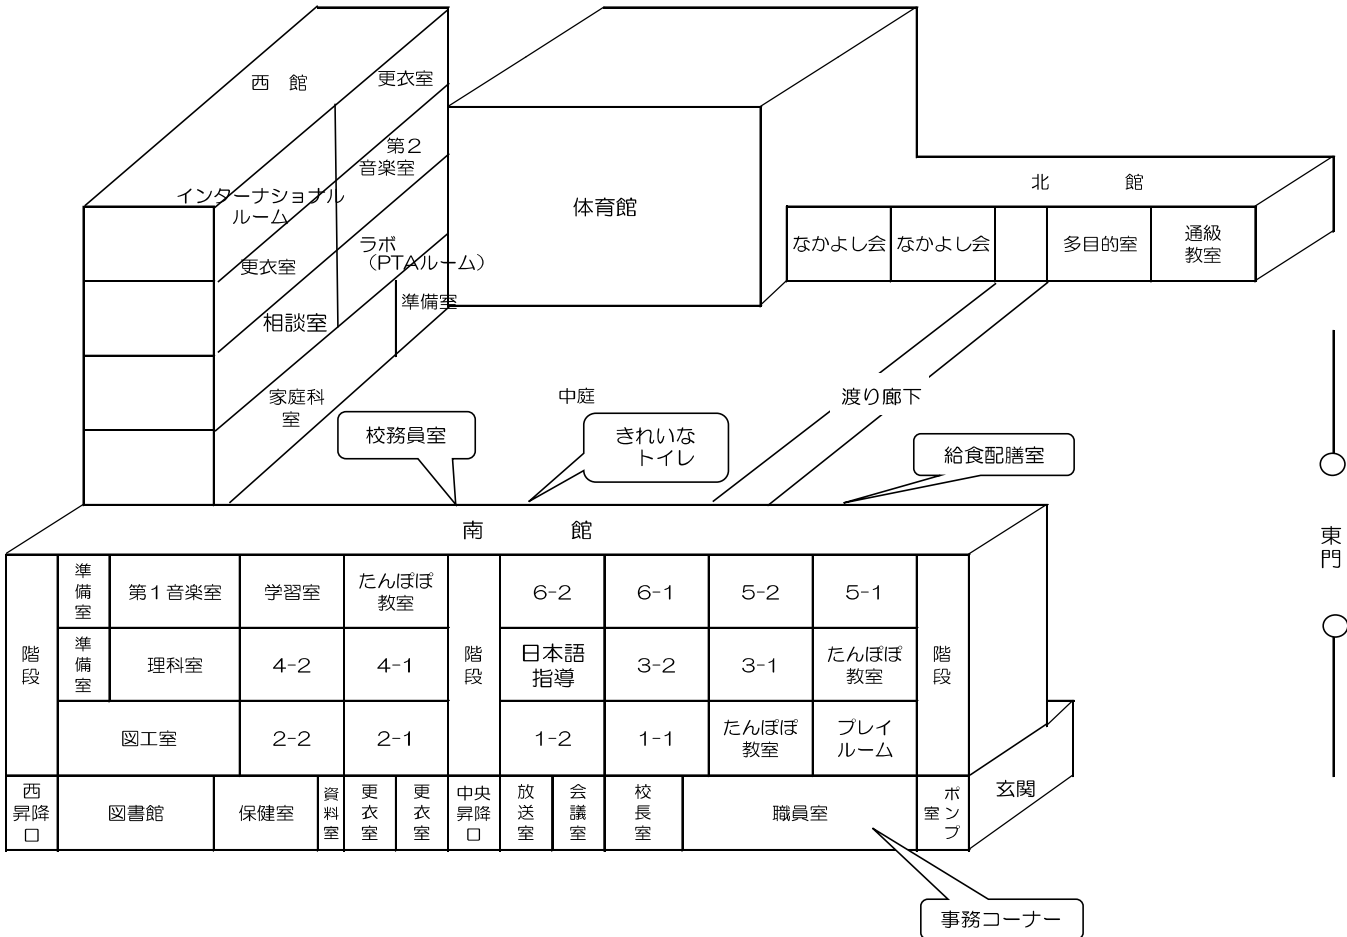 西　館
更衣室
第２
音楽室
インターナショナル
ルーム
ラボ
（PTAルーム）
更衣室
準備室
相談室
家庭科
室
体育館
北　館
なかよし会
なかよし会
多目的室
通級
教室
中庭
渡り廊下
校務員室
きれいな
トイレ
給食配膳室
東門
南　館
階段
準備室
第１音楽室
学習室
たんぽぽ
教室
階段
6-2
6-1
5-2
5-1
階段
準備室
理科室
4-2
4-1
日本語
指導
3-2
3-1
たんぽぽ
教室
図工室
2-2
2-1
1-2
1-1
たんぽぽ
教室
プレイ
ルーム
西
昇降
口
図書館
保健室
資料室
更衣室
更衣室
中央
昇降
口
放送室
会議室
校長室
職員室
ポンプ室
玄関
事務コーナー